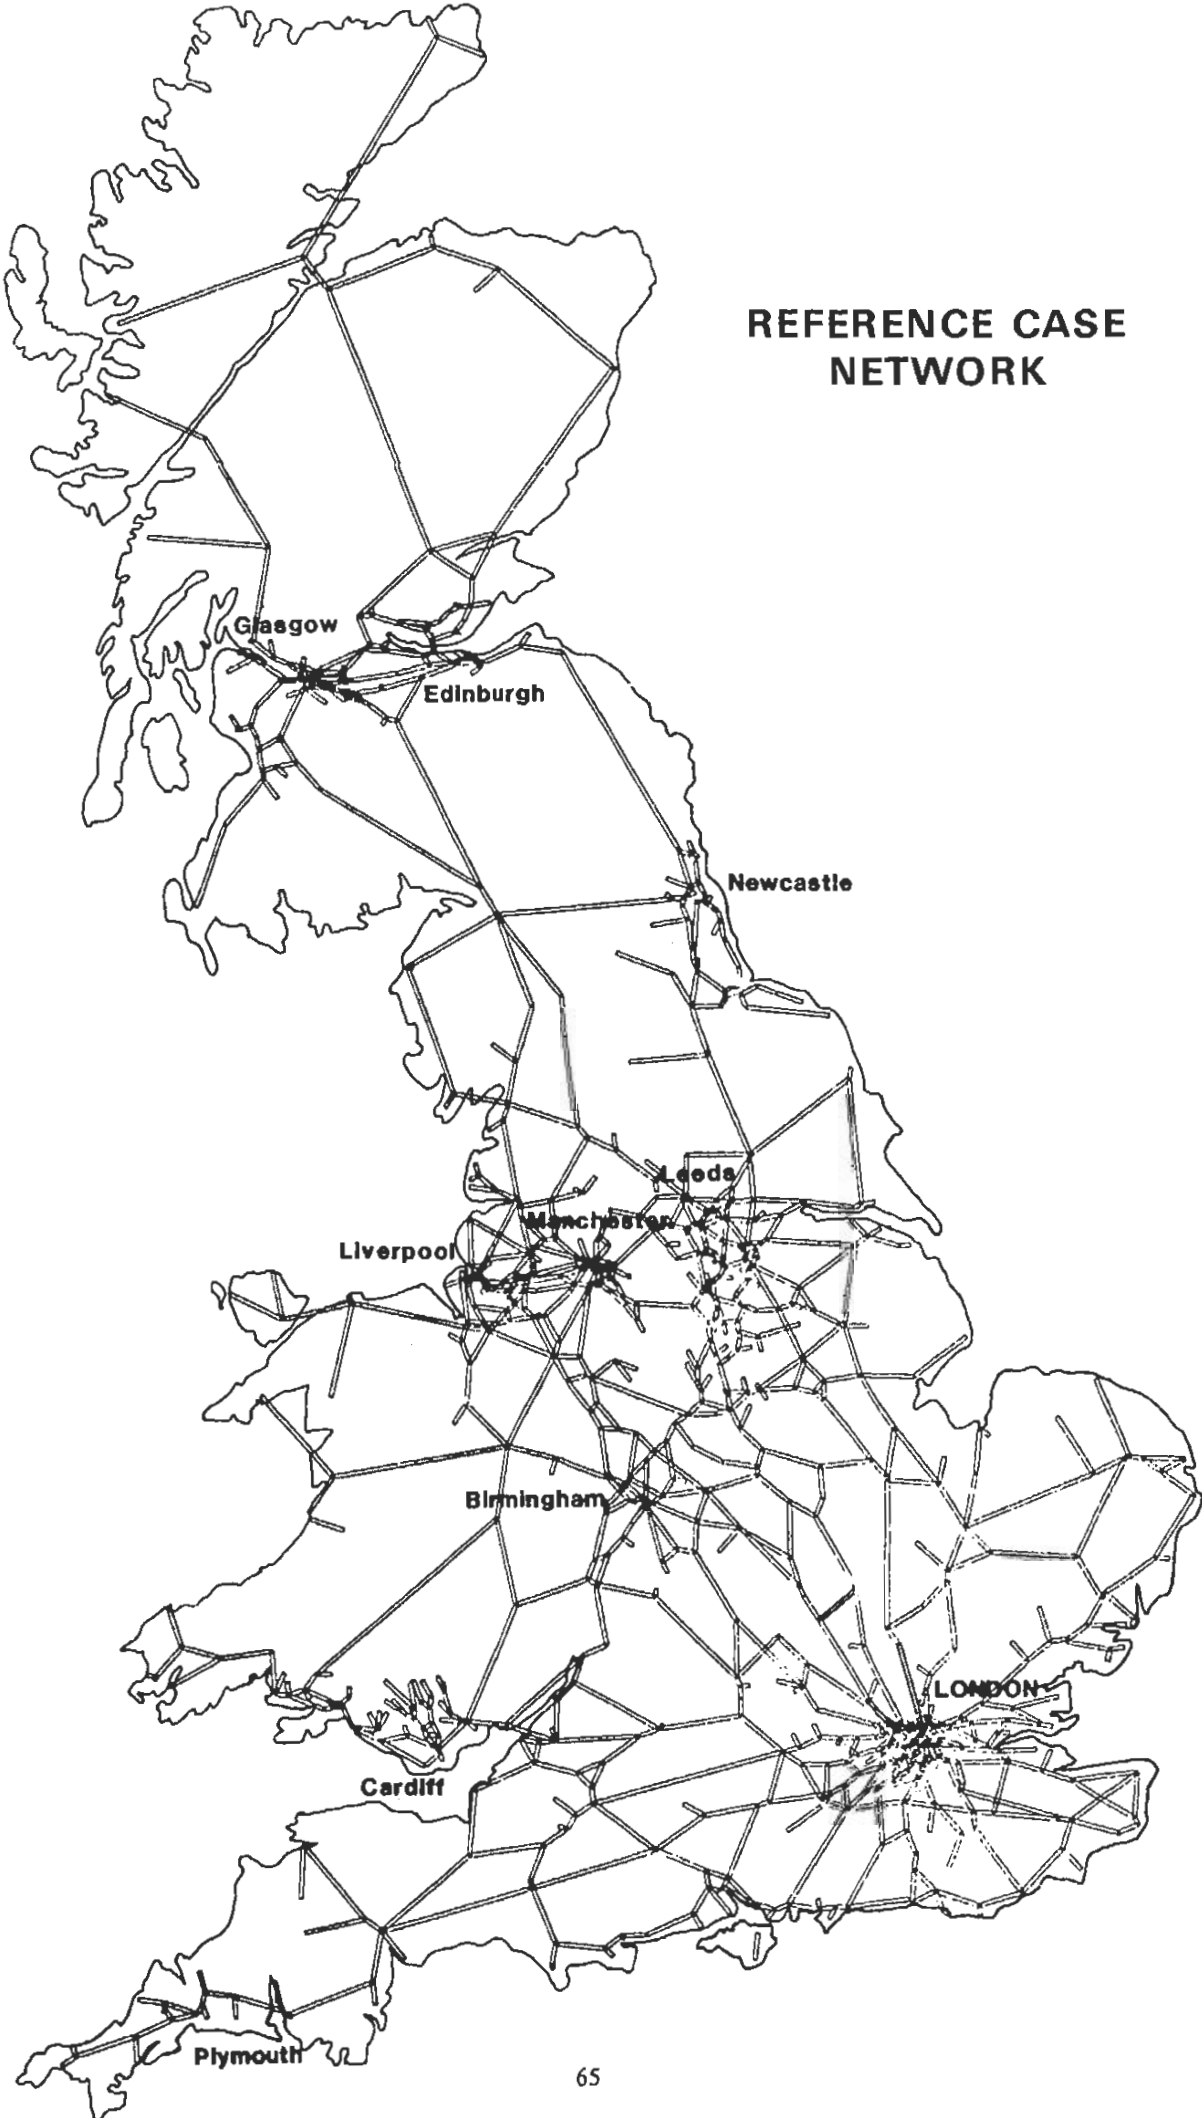 REFERENCE CASE
NETWORK
Glasgow
Edinburgh
Newcastle
Leeds
Manchester
Liverpool
Birmingham
LONDON
Cardiff
Plymouth
65